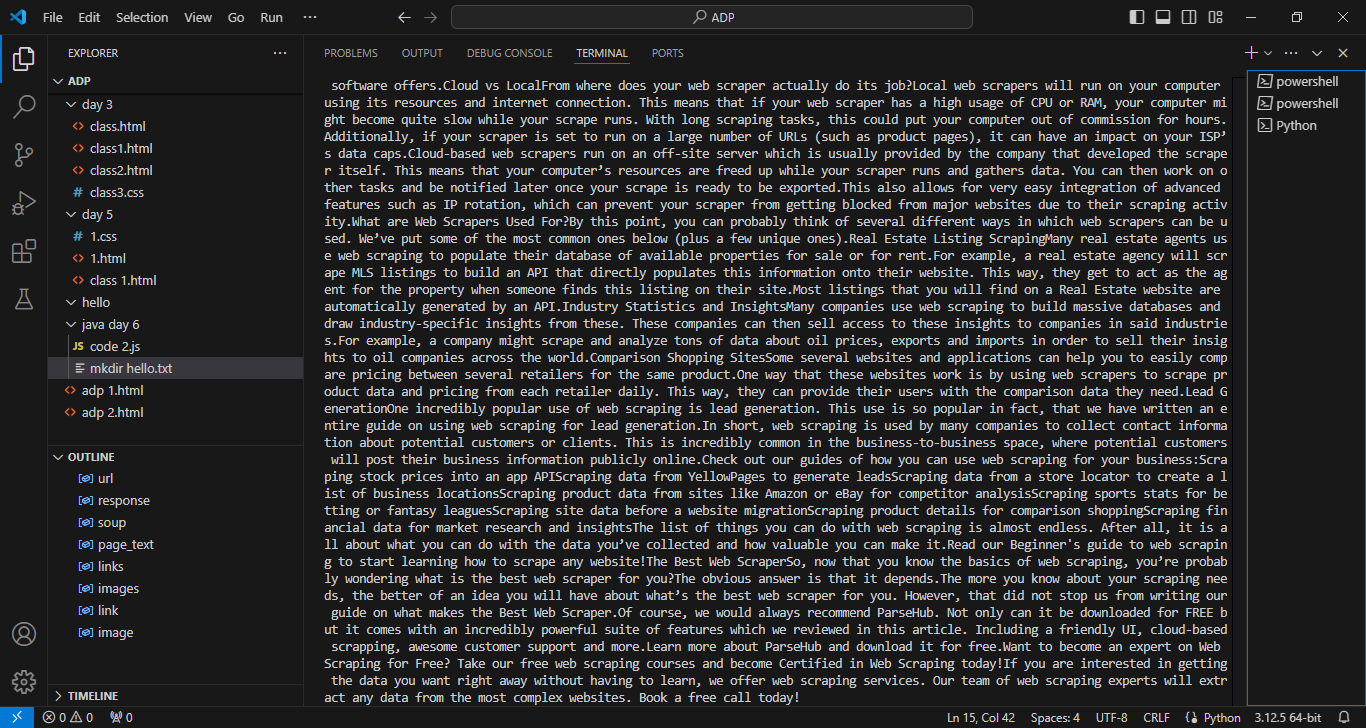 File Edit Selection View Go Run ··· ADP
EXPLORER ···
ADP
day 3
class.html
class1.html
class2.html
# class3.css
day 5
# 1.css
1.html
class 1.html
hello
java day 6
JS code 2.js
mkdir hello.txt
adp 1.html
adp 2.html
OUTLINE
url
response
soup
page_text
links
images
link
image
TIMELINE
PROBLEMS OUTPUT DEBUG CONSOLE TERMINAL PORTS
software offers.Cloud vs LocalFrom where does your web scraper actually do its job?Local web scrapers will run on your computer
using its resources and internet connection. This means that if your web scraper has a high usage of CPU or RAM, your computer mi
ght become quite slow while your scrape runs. With long scraping tasks, this could put your computer out of commission for hours.
Additionally, if your scraper is set to run on a large number of URLs (such as product pages), it can have an impact on your ISP’
s data caps.Cloud-based web scrapers run on an off-site server which is usually provided by the company that developed the scrape
r itself. This means that your computer’s resources are freed up while your scraper runs and gathers data. You can then work on o
ther tasks and be notified later once your scrape is ready to be exported.This also allows for very easy integration of advanced
features such as IP rotation, which can prevent your scraper from getting blocked from major websites due to their scraping activ
ity.What are Web Scrapers Used For?By this point, you can probably think of several different ways in which web scrapers can be u
sed. We’ve put some of the most common ones below (plus a few unique ones).Real Estate Listing ScrapingMany real estate agents us
e web scraping to populate their database of available properties for sale or for rent.For example, a real estate agency will scr
ape MLS listings to build an API that directly populates this information onto their website. This way, they get to act as the ag
ent for the property when someone finds this listing on their site.Most listings that you will find on a Real Estate website are
automatically generated by an API.Industry Statistics and InsightsMany companies use web scraping to build massive databases and
draw industry-specific insights from these. These companies can then sell access to these insights to companies in said industrie
s.For example, a company might scrape and analyze tons of data about oil prices, exports and imports in order to sell their insig
hts to oil companies across the world.Comparison Shopping SitesSome several websites and applications can help you to easily comp
are pricing between several retailers for the same product.One way that these websites work is by using web scrapers to scrape pr
oduct data and pricing from each retailer daily. This way, they can provide their users with the comparison data they need.Lead G
enerationOne incredibly popular use of web scraping is lead generation. This use is so popular in fact, that we have written an e
ntire guide on using web scraping for lead generation.In short, web scraping is used by many companies to collect contact informa
tion about potential customers or clients. This is incredibly common in the business-to-business space, where potential customers
will post their business information publicly online.Check out our guides of how you can use web scraping for your business:Scra
ping stock prices into an app APIScraping data from YellowPages to generate leadsScraping data from a store locator to create a l
ist of business locationsScraping product data from sites like Amazon or eBay for competitor analysisScraping sports stats for be
tting or fantasy leaguesScraping site data before a website migrationScraping product details for comparison shoppingScraping fin
ancial data for market research and insightsThe list of things you can do with web scraping is almost endless. After all, it is a
ll about what you can do with the data you’ve collected and how valuable you can make it.Read our Beginner's guide to web scrapin
g to start learning how to scrape any website!The Best Web ScraperSo, now that you know the basics of web scraping, you’re probab
ly wondering what is the best web scraper for you?The obvious answer is that it depends.The more you know about your scraping nee
ds, the better of an idea you will have about what’s the best web scraper for you. However, that did not stop us from writing our
guide on what makes the Best Web Scraper.Of course, we would always recommend ParseHub. Not only can it be downloaded for FREE b
ut it comes with an incredibly powerful suite of features which we reviewed in this article. Including a friendly UI, cloud-based
scrapping, awesome customer support and more.Learn more about ParseHub and download it for free.Want to become an expert on Web
Scraping for Free? Take our free web scraping courses and become Certified in Web Scraping today!If you are interested in getting
the data you want right away without having to learn, we offer web scraping services. Our team of web scraping experts will extr
act any data from the most complex websites. Book a free call today!
powershell
powershell
Python
0 0 0 Ln 15, Col 42 Spaces: 4 UTF-8 CRLF Python 3.12.5 64-bit